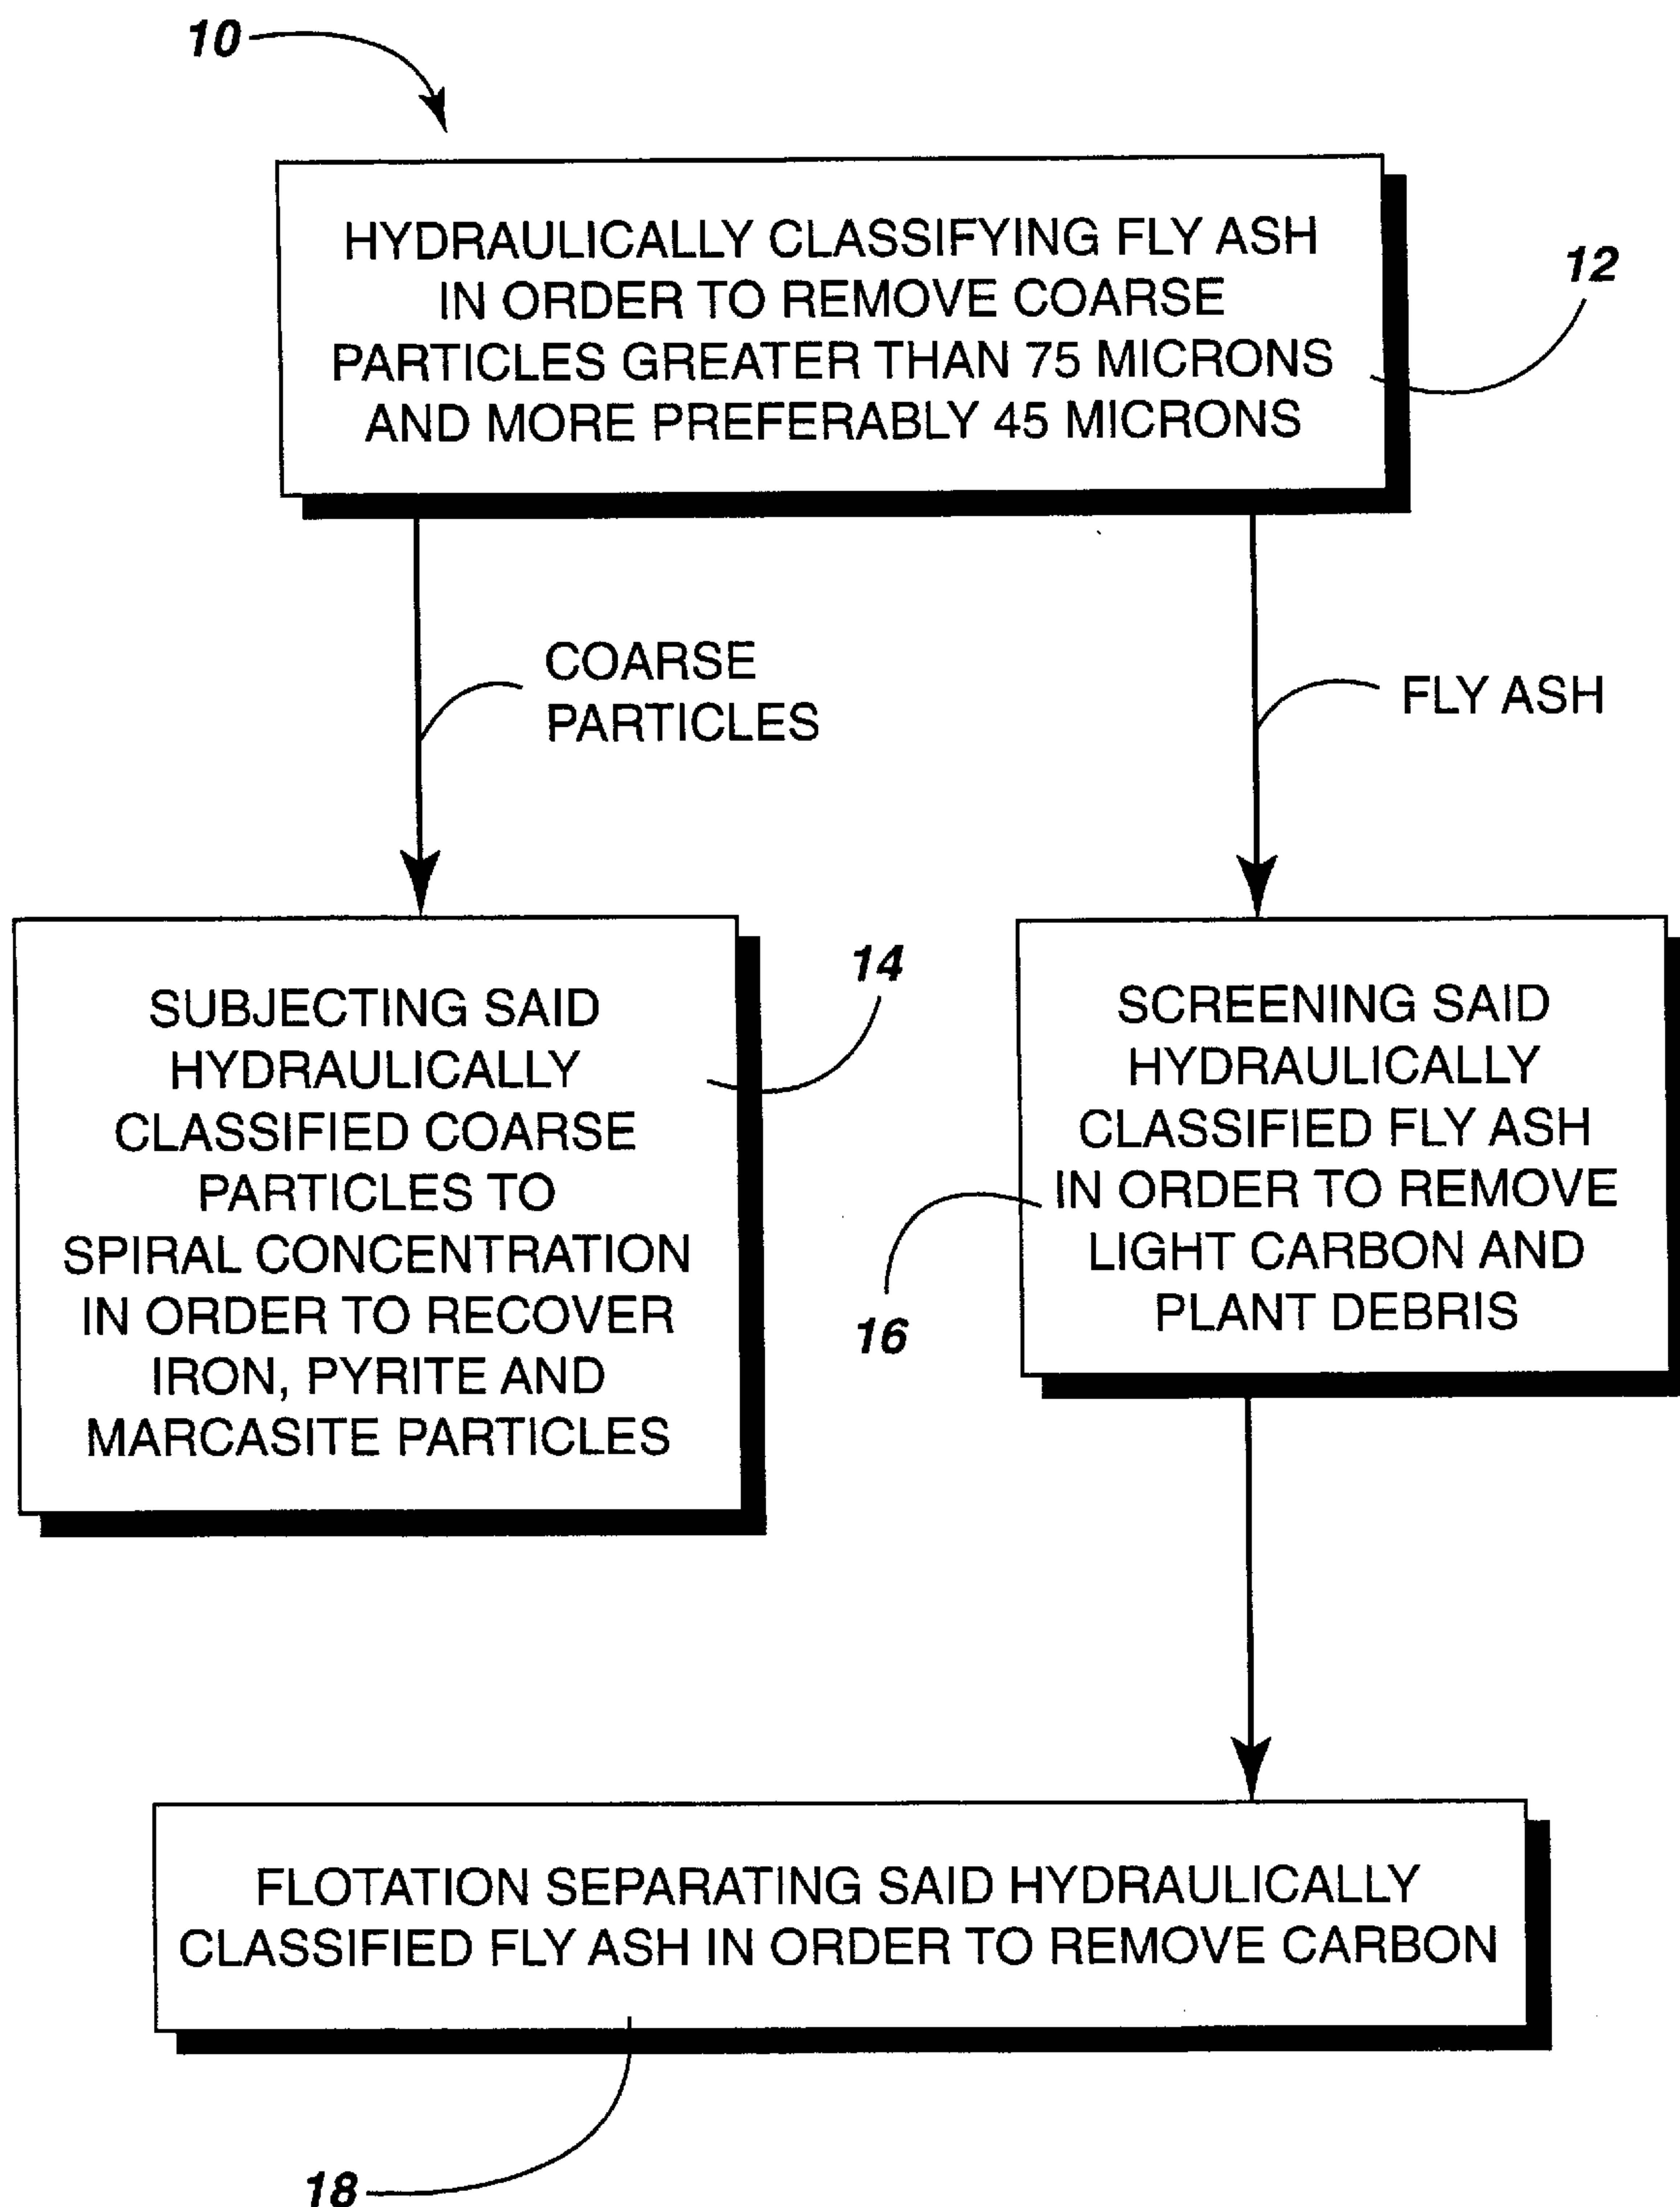 10
HYDRAULICALLY CLASSIFYING FLY ASH
IN ORDER TO REMOVE COARSE
PARTICLES GREATER THAN 75 MICRONS
AND MORE PREFERABLY 45 MICRONS
12
COARSE
PARTICLES
FLY ASH
SUBJECTING SAID
HYDRAULICALLY
CLASSIFIED COARSE
PARTICLES TO
SPIRAL CONCENTRATION
IN ORDER TO RECOVER
IRON, PYRITE AND
MARCASITE PARTICLES
14
SCREENING SAID
HYDRAULICALLY
CLASSIFIED FLY ASH
IN ORDER TO REMOVE
LIGHT CARBON AND
PLANT DEBRIS
16
FLOTATION SEPARATING SAID HYDRAULICALLY
CLASSIFIED FLY ASH IN ORDER TO REMOVE CARBON
18